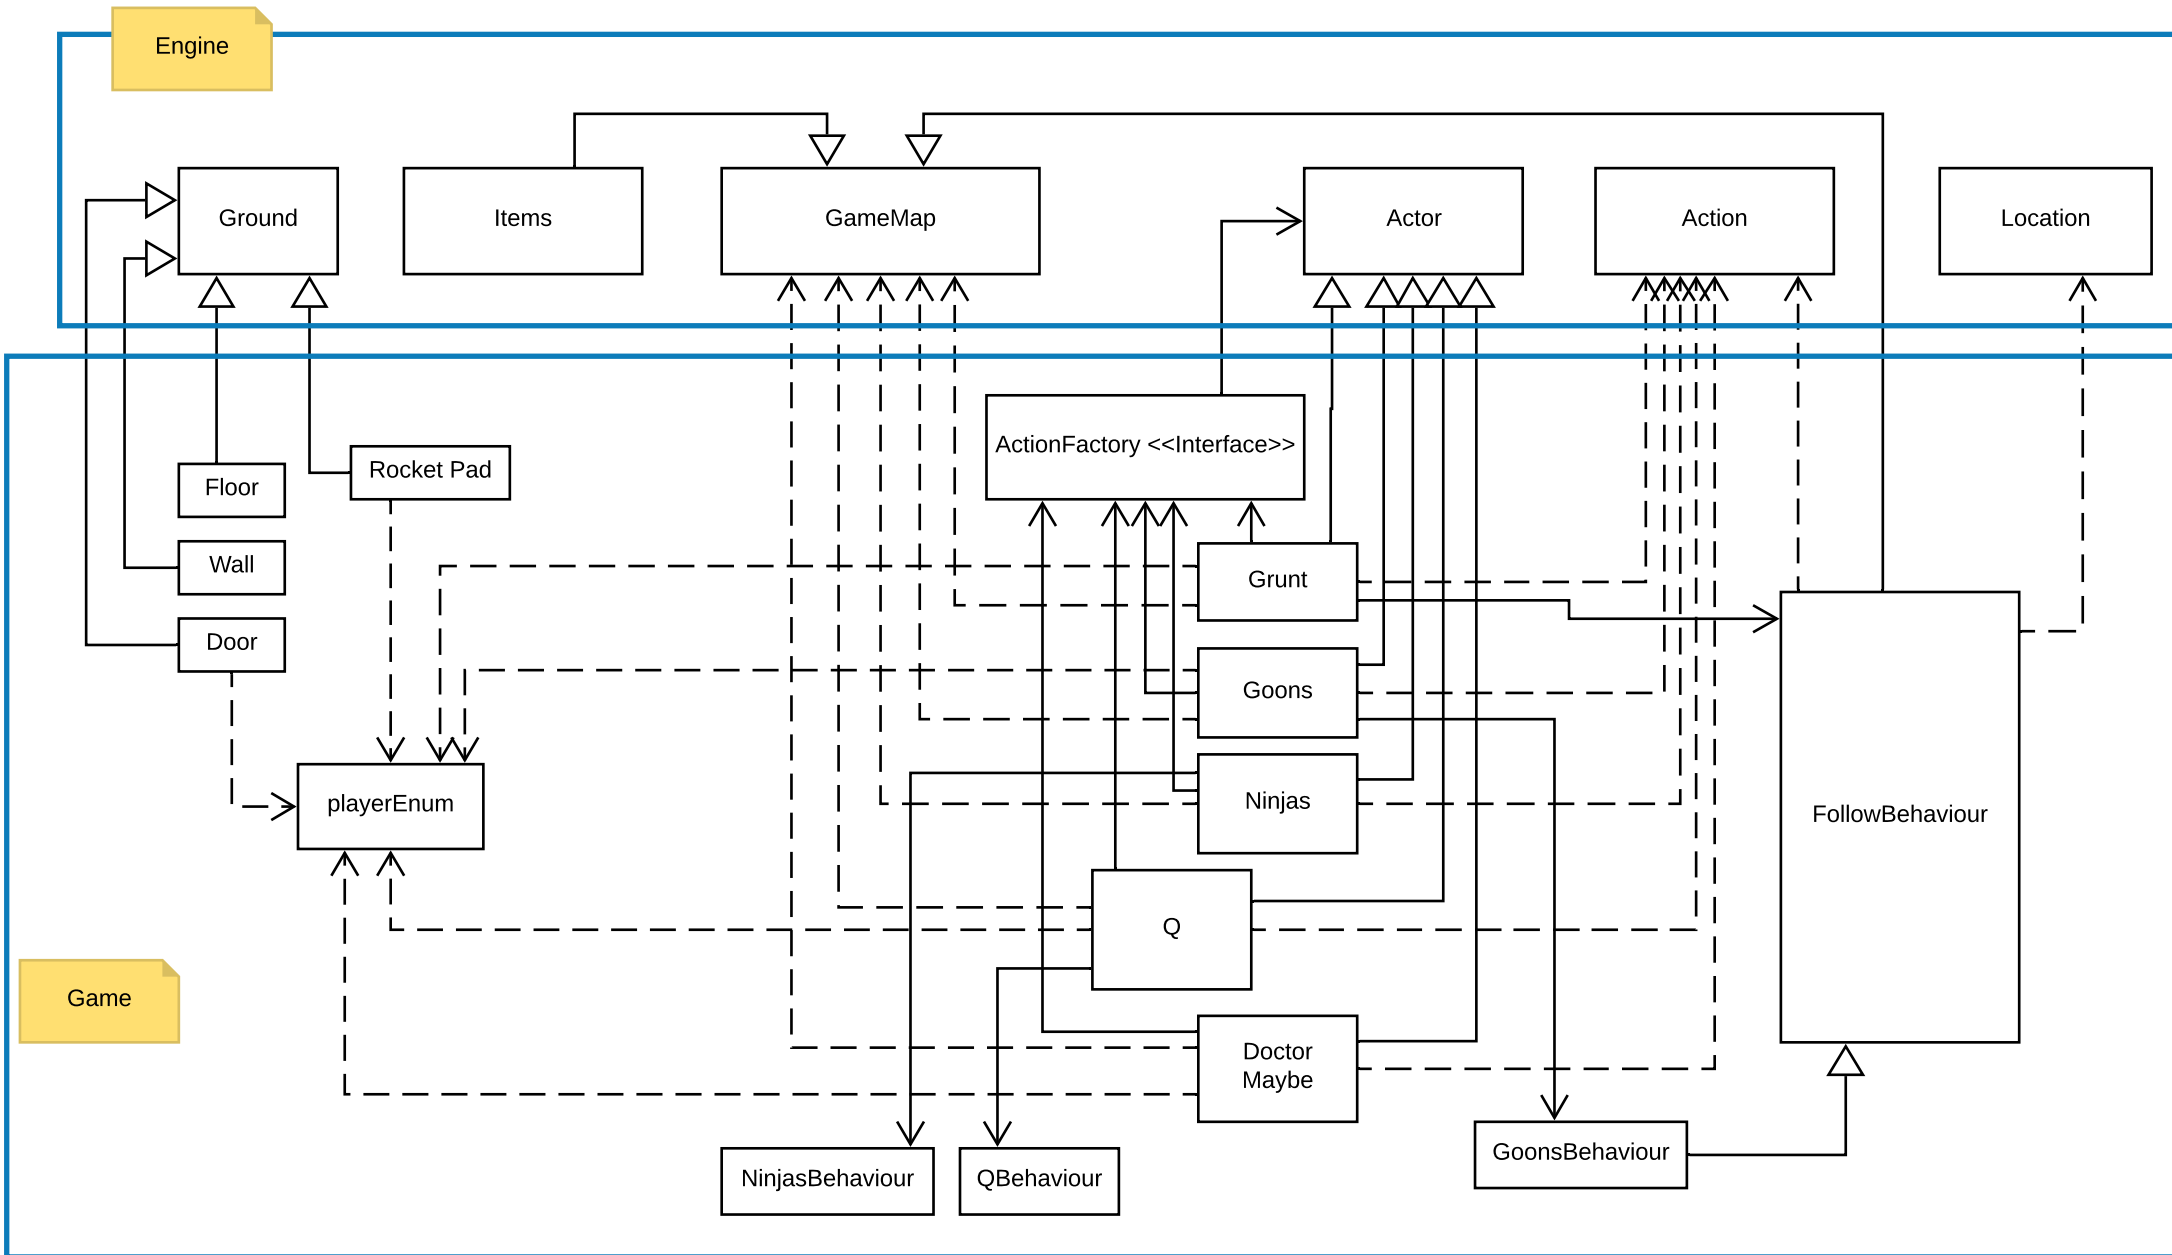 Engine
Ground
Items
GameMap
Actor
Action
Location
ActionFactory <<Interface>>
Rocket Pad
Floor
Wall
Door
Grunt
Goons
Ninjas
playerEnum
FollowBehaviour
Q
Game
Doctor
Maybe
GoonsBehaviour
NinjasBehaviour
QBehaviour